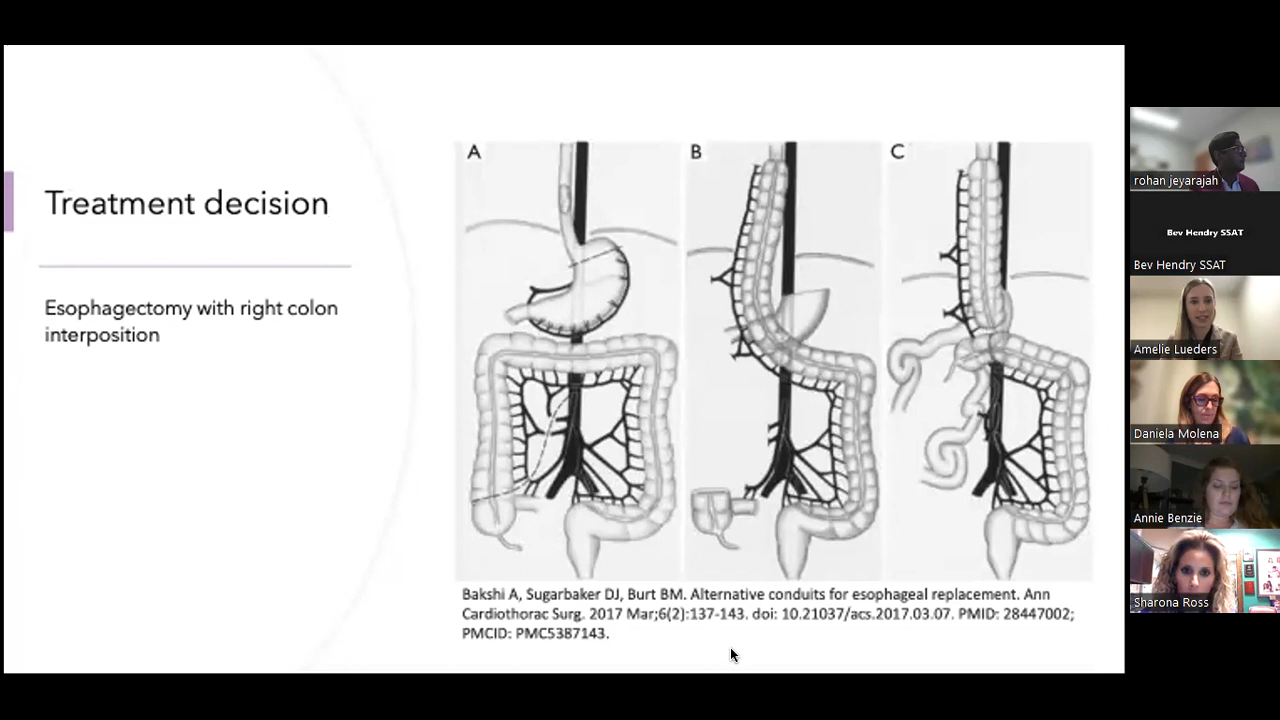 Treatment decision
Esophagectomy with right colon
interposition
A
B
C
Bakshi A, Sugarbaker DJ, Burt BM. Alternative conduits for esophageal replacement. Ann
Cardiothorac Surg. 2017 Mar;6(2):137-143. doi: 10.21037/acs.2017.03.07. PMID: 28447002;
PMCID: PMC5387143.
rohan jeyarajah
Bev Hendry SSAT
Bev Hendry SSAT
Amelie Lueders
Daniela Molena
Annie Benzie
Sharona Ross